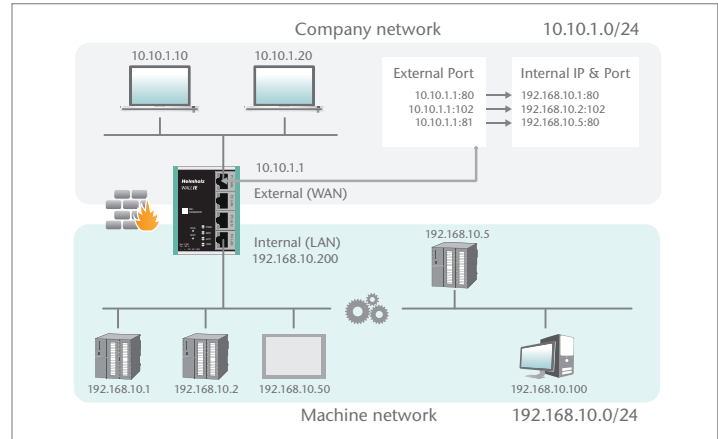 Company network 10.10.1.0/24
10.10.1.10 10.10.1.20
External Port Internal IP & Port
10.10.1.1:80 192.168.10.1:80
10.10.1.1:102 192.168.10.2:102
10.10.1.1:81 192.168.10.5:80
10.10.1.1
External (WAN)
Helmholz
WALL IE
Internal (LAN)
192.168.10.200
192.168.10.5
192.168.10.1 192.168.10.2 192.168.10.50 192.168.10.100
Machine network 192.168.10.0/24